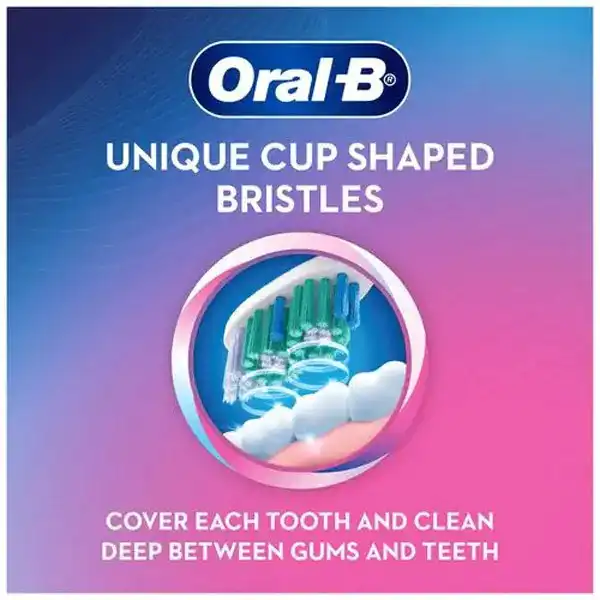 Oral-B®
UNIQUE CUP SHAPED
BRISTLES
COVER EACH TOOTH AND CLEAN
DEEP BETWEEN GUMS AND TEETH